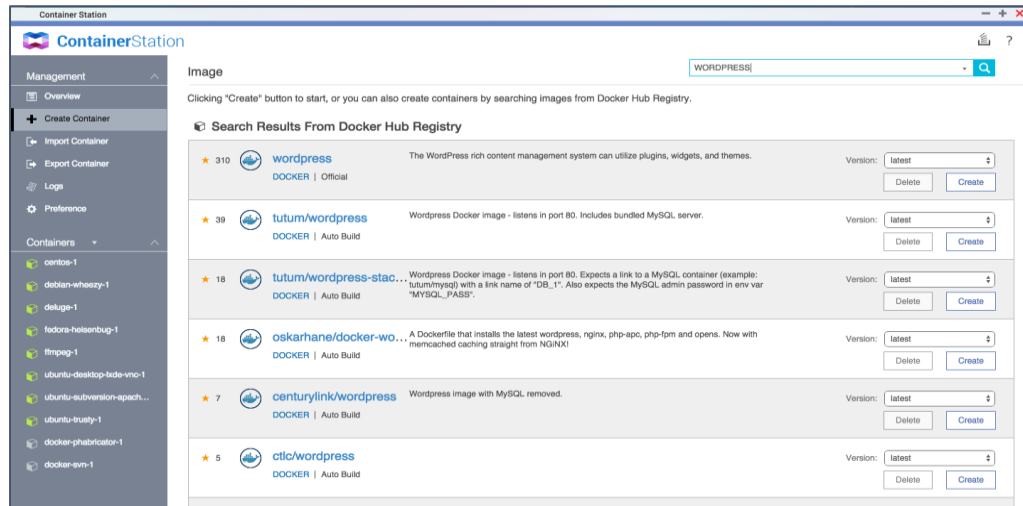 Container Station
ContainerStation
?
Management
Overview
Create Container
Import Container
Export Container
Logs
Preference
Containers
centos-1
debian-wheezy-1
deluge-1
fedora-heisenbug-1
ffmpeg-1
ubuntu-desktop-lxde-vnc-1
ubuntu-subversion-apach...
ubuntu-trusty-1
docker-phabricator-1
docker-svn-1
Image
WORDPRESS
Clicking "Create" button to start, or you can also create containers by searching images from Docker Hub Registry.
Search Results From Docker Hub Registry
310
wordpress
DOCKER | Official
The WordPress rich content management system can utilize plugins, widgets, and themes.
Version: latest
Delete Create
39
tutum/wordpress
DOCKER | Auto Build
Wordpress Docker image - listens in port 80. Includes bundled MySQL server.
Version: latest
Delete Create
18
tutum/wordpress-stac...
DOCKER | Auto Build
Wordpress Docker image - listens in port 80. Expects a link to a MySQL container (example:
tutum/mysql) with a link name of "DB_1". Also expects the MySQL admin password in env var
"MYSQL_PASS".
Version: latest
Delete Create
18
oskarhane/docker-wo...
DOCKER | Auto Build
A Dockerfile that installs the latest wordpress, nginx, php-apc, php-fpm and opens. Now with
memcached caching straight from NGiNX!
Version: latest
Delete Create
7
centurylink/wordpress
DOCKER | Auto Build
Wordpress image with MySQL removed.
Version: latest
Delete Create
5
ctlc/wordpress
DOCKER | Auto Build
Version: latest
Delete Create